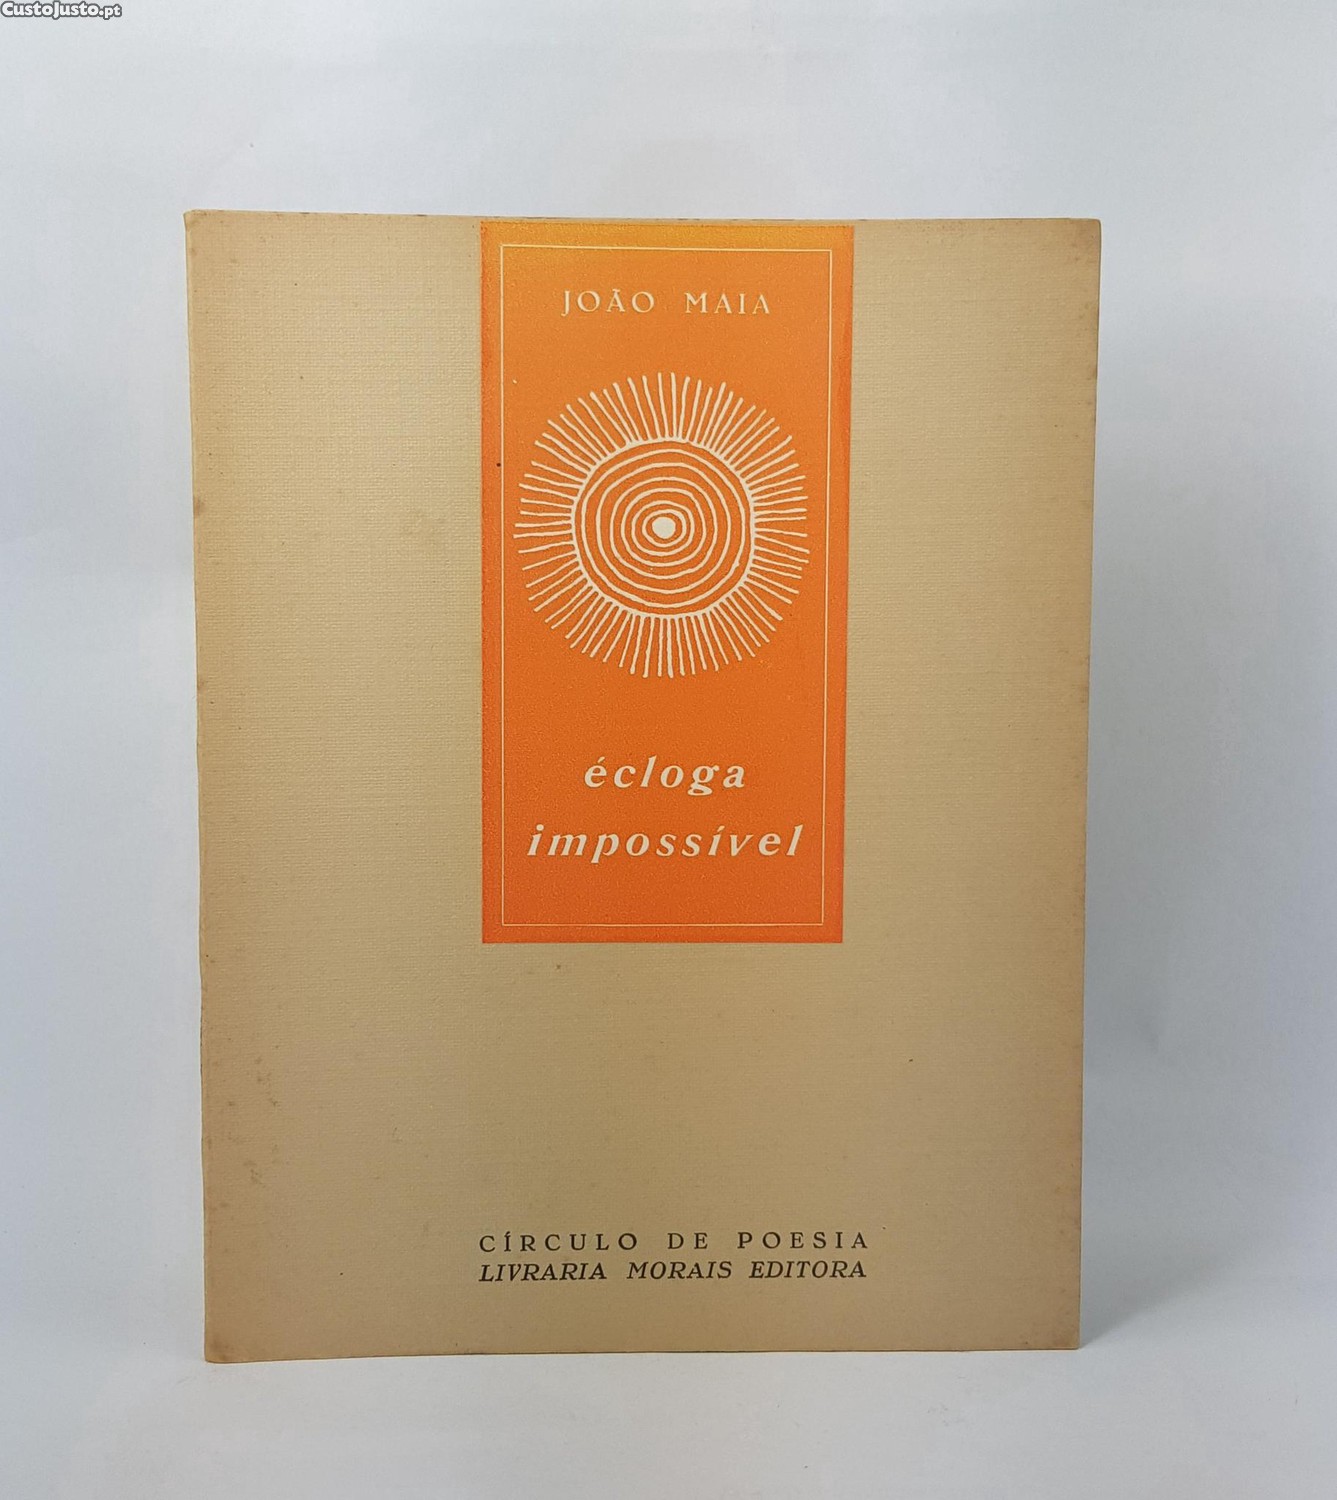 CustoJusto.pt
JOÃO MAIA
écloga
impossível
CÍRCULO DE POESIA
LIVRARIA MORAIS EDITORA